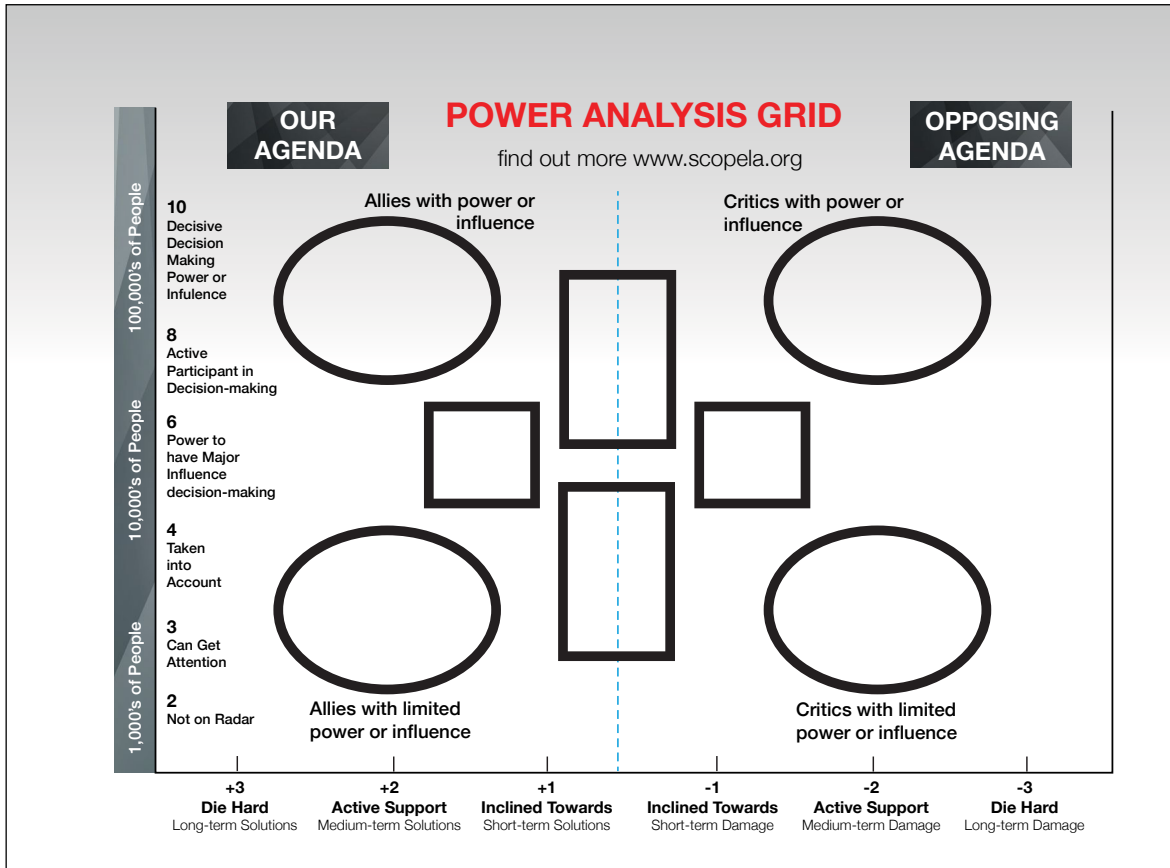 OUR
AGENDA
POWER ANALYSIS GRID
find out more www.scopela.org
OPPOSING
AGENDA
100,000's of People
10,000's of People
1,000's of People
10
Decisive
Decision
Making
Power or
Infulence
8
Active
Participant in
Decision-making
6
Power to
have Major
Influence
decision-making
4
Taken
into
Account
3
Can Get
Attention
2
Not on Radar
Allies with power or
influence
Critics with power or
influence
Allies with limited
power or influence
Critics with limited
power or influence
+3
Die Hard
Long-term Solutions
+2
Active Support
Medium-term Solutions
+1
Inclined Towards
Short-term Solutions
-1
Inclined Towards
Short-term Damage
-2
Active Support
Medium-term Damage
-3
Die Hard
Long-term Damage